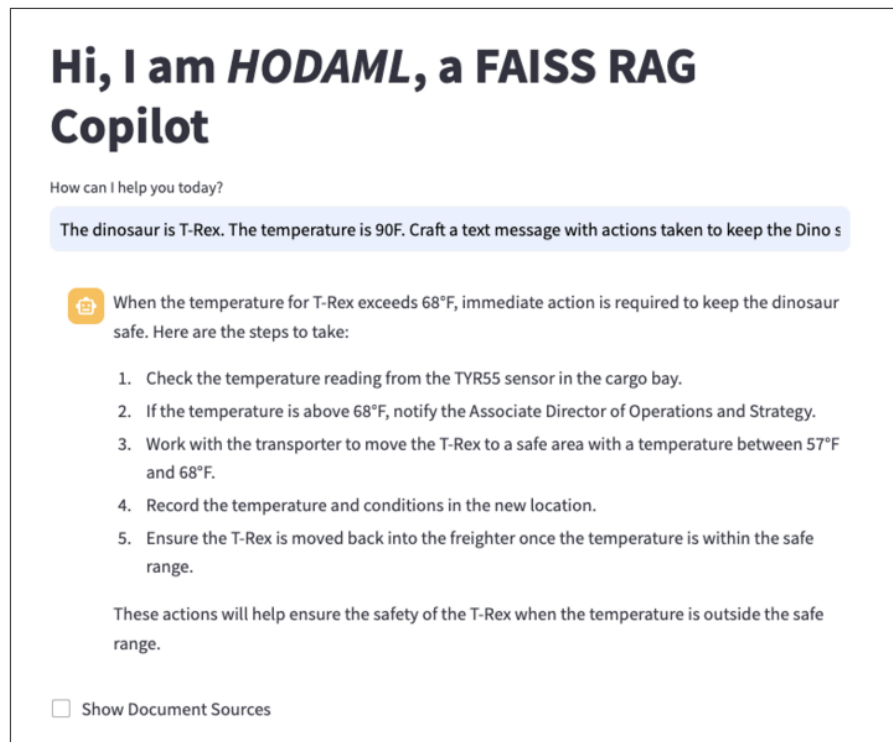 Hi, I am HODAML, a FAISS RAG
Copilot
How can I help you today?
The dinosaur is T-Rex. The temperature is 90F. Craft a text message with actions taken to keep the Dino s
When the temperature for T-Rex exceeds 68°F, immediate action is required to keep the dinosaur
safe. Here are the steps to take:
1. Check the temperature reading from the TYR55 sensor in the cargo bay.
2. If the temperature is above 68°F, notify the Associate Director of Operations and Strategy.
3. Work with the transporter to move the T-Rex to a safe area with a temperature between 57°F
and 68°F.
4. Record the temperature and conditions in the new location.
5. Ensure the T-Rex is moved back into the freighter once the temperature is within the safe
range.
These actions will help ensure the safety of the T-Rex when the temperature is outside the safe
range.
Show Document Sources